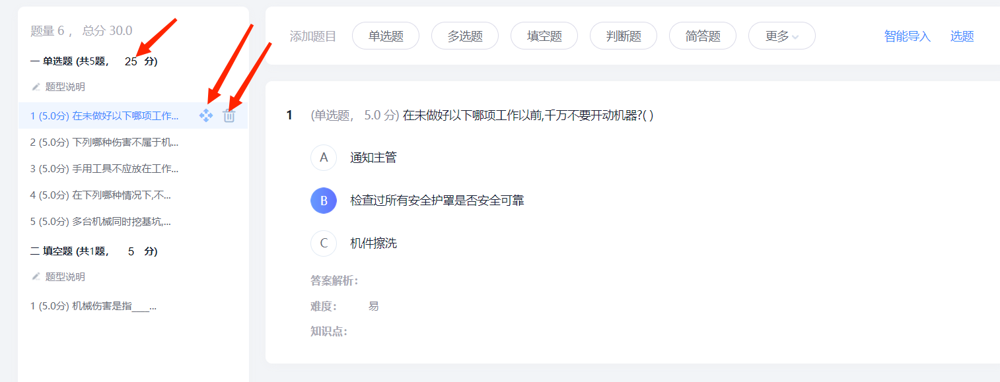 题量 6， 总分 30.0
一 单选题 (共5题， 25 分)
题型说明
1 (5.0分) 在未做好以下哪项工作...
2 (5.0分) 下列哪种伤害不属于机...
3 (5.0分) 手用工具不应放在工作...
4 (5.0分) 在下列哪种情况下,不...
5 (5.0分) 多台机械同时挖基坑,...
二 填空题 (共1题， 5 分)
题型说明
1 (5.0分) 机械伤害是指____...
添加题目 单选题 多选题 填空题 判断题 简答题 更多 智能导入 选题
1 (单选题， 5.0 分) 在未做好以下哪项工作以前,千万不要开动机器?( )
A 通知主管
B 检查过所有安全护罩是否安全可靠
C 机件擦洗
答案解析：
难度： 易
知识点：